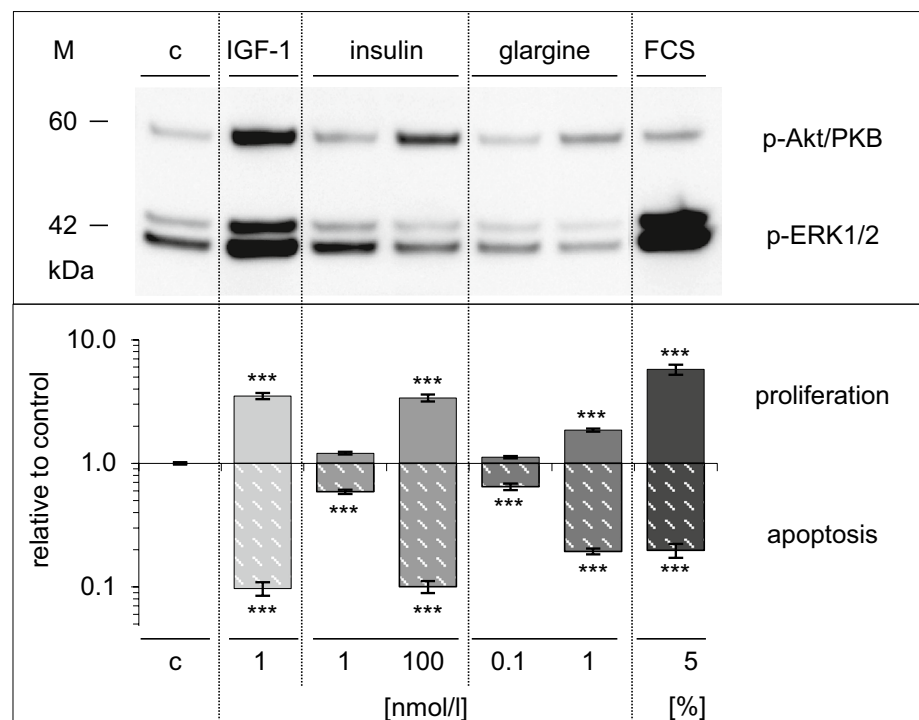 M c IGF-1 insulin glargine FCS
60
p-Akt/PKB
42
p-ERK1/2
kDa
10.0
*** *** *** ***
proliferation
1.0
relative to control
*** ***
apoptosis
*** ***
0.1
*** ***
c 1 1 100 0.1 1 5
[nmol/l] [%]